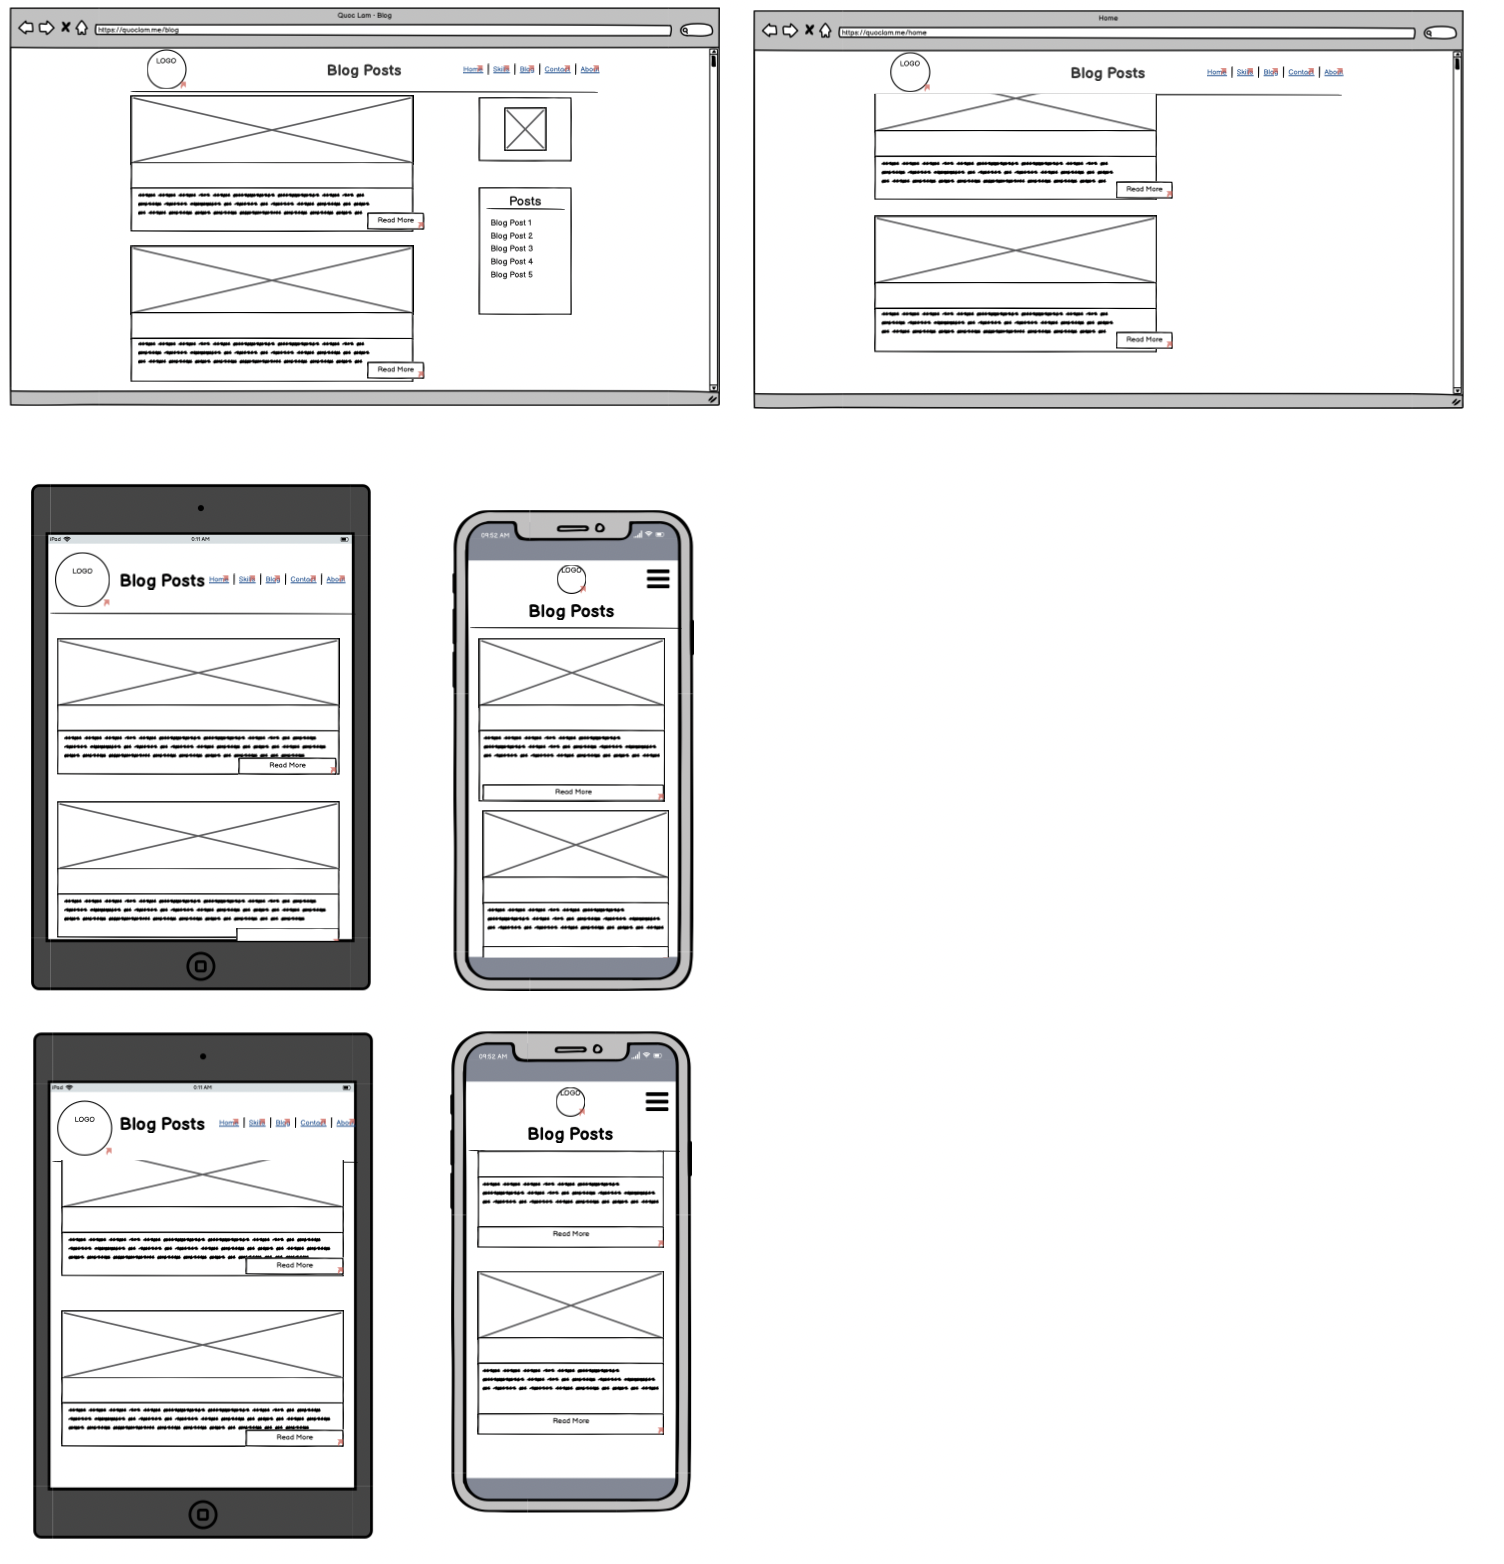 Quoc Lam - Blog
https://quoclam.me/blog
LOGO
Blog Posts
Home | Skills | Blog | Contact | About
Read More
Posts
Blog Post 1
Blog Post 2
Blog Post 3
Blog Post 4
Blog Post 5
Read More
Home
https://quoclam.me/home
LOGO
Blog Posts
Home | Skills | Blog | Contact | About
Read More
Read More
iPad 0:11 AM
LOGO
Blog Posts Home | Skills | Blog | Contact | About
Read More
09:52 AM
LOGO
Blog Posts
Read More
iPad 0:11 AM
LOGO
Blog Posts Home | Skills | Blog | Contact | About
Read More
Read More
09:52 AM
LOGO
Blog Posts
Read More
Read More